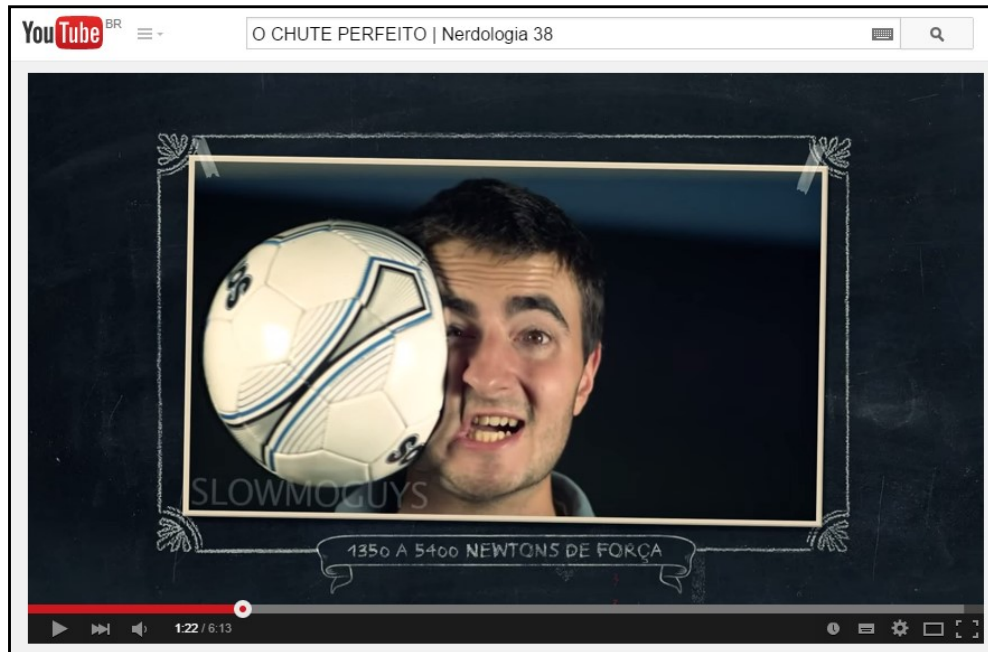 YouTube BR
O CHUTE PERFEITO | Nerdologia 38
SLOWMOGUYS
1350 A 5400 NEWTONS DE FORÇA
1:22 / 6:13